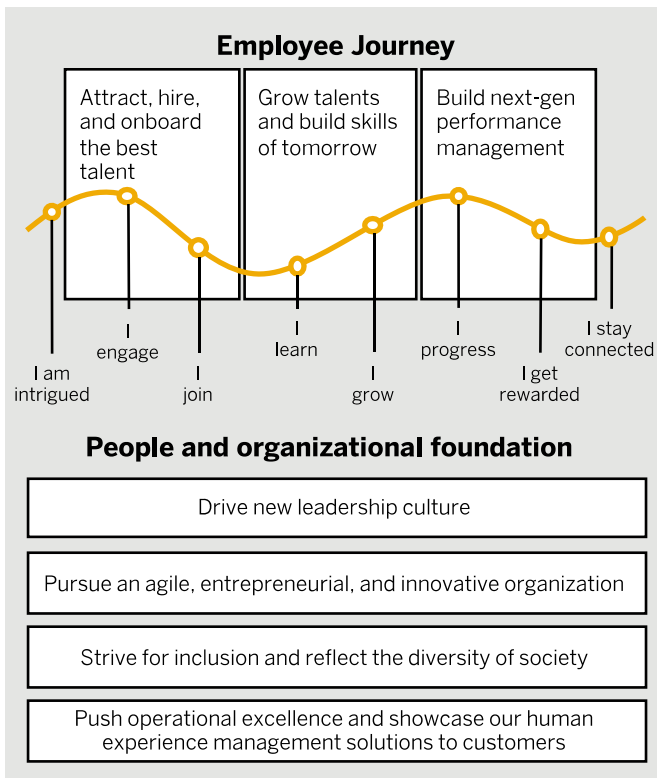 Employee Journey
Attract, hire,
and onboard
the best
talent
Grow talents
and build skills
of tomorrow
Build next-gen
performance
management
I am
intrigued
I
engage
I
join
I
learn
I
grow
I
progress
I get
rewarded
I stay
connected
People and organizational foundation
Drive new leadership culture
Pursue an agile, entrepreneurial, and innovative organization
Strive for inclusion and reflect the diversity of society
Push operational excellence and showcase our human
experience management solutions to customers